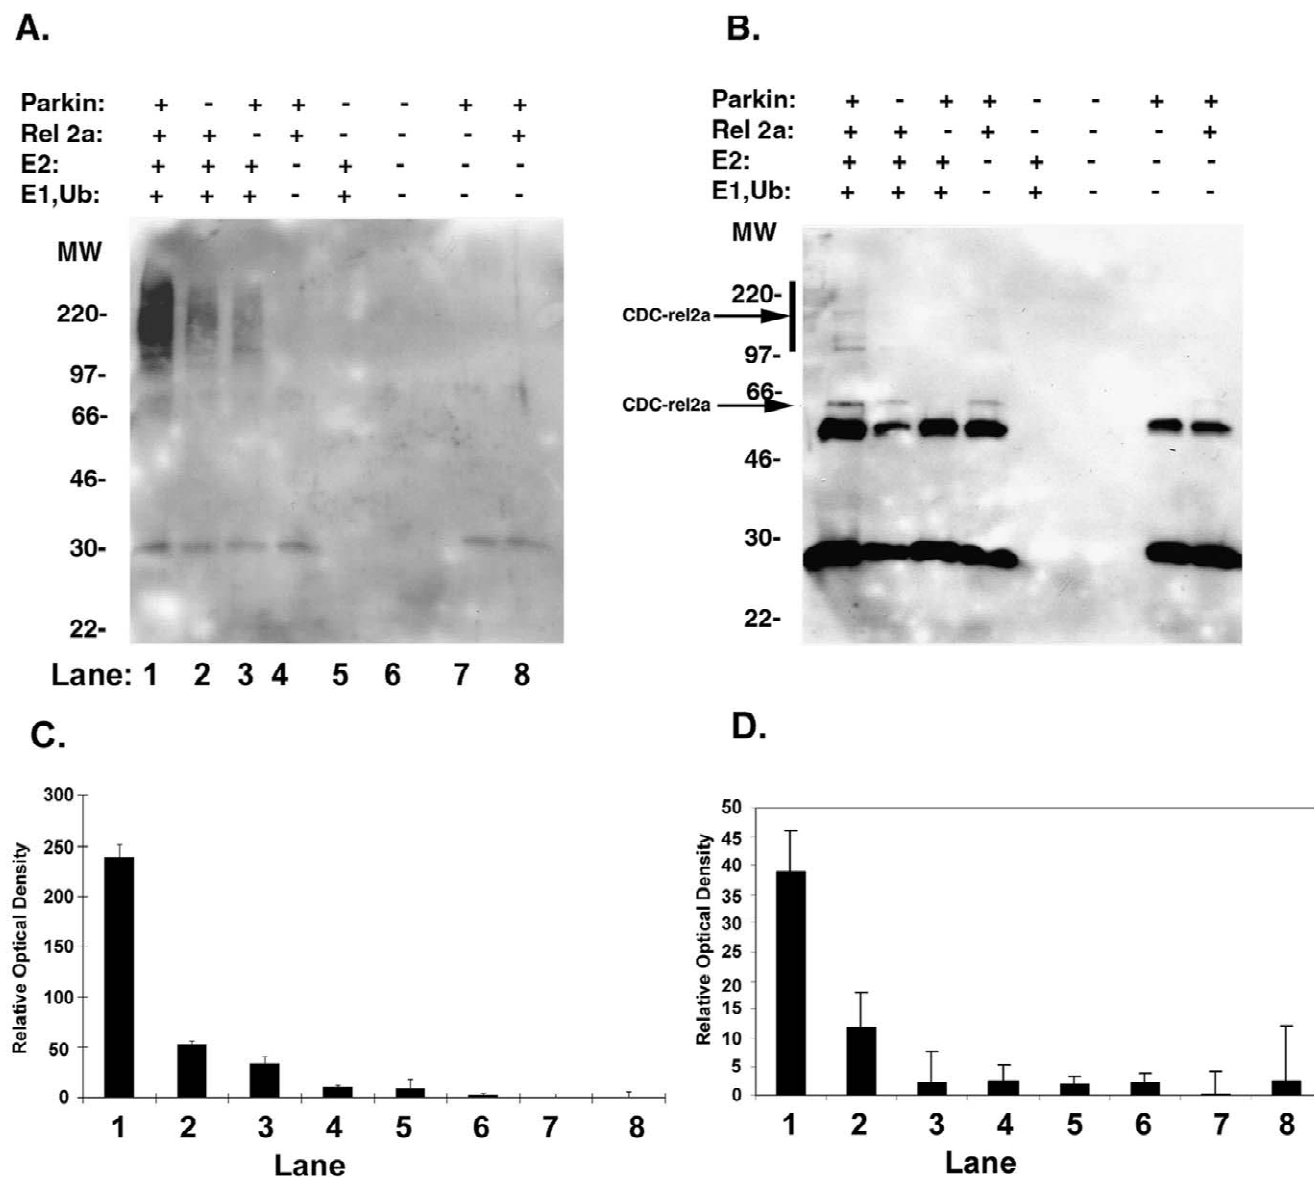 A.
Parkin: + - + + - - + +
Rel 2a: + + - + - - - +
E2: + + + - + - - -
E1,Ub: + + + - + - - -
MW
220-
97-
66-
46-
30-
22-
Lane: 1 2 3 4 5 6 7 8
B.
Parkin: + - + + - - + +
Rel 2a: + + - + - - - +
E2: + + + - + - - -
E1,Ub: + + + - + - - -
MW
220-
CDC-rel2a
97-
66-
CDC-rel2a
46-
30-
22-
C.
Relative Optical Density
300
250
200
150
100
50
0
1 2 3 4 5 6 7 8
Lane
D.
Relative Optical Density
50
45
40
35
30
25
20
15
10
5
0
1 2 3 4 5 6 7 8
Lane